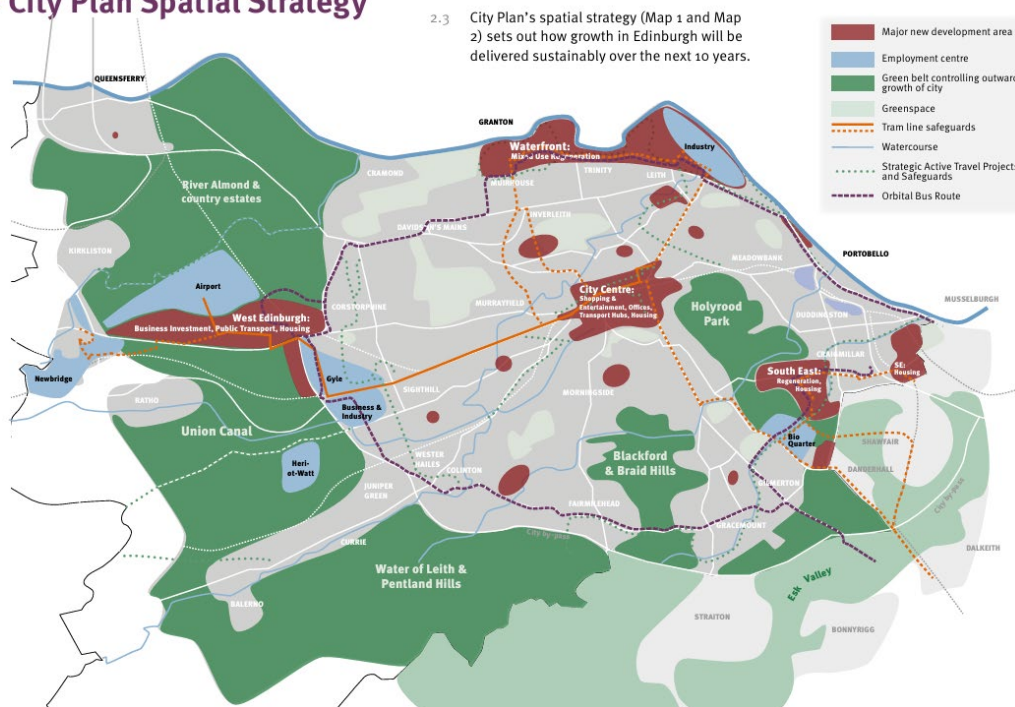 City Plan Spatial Strategy
2.3 City Plan’s spatial strategy (Map 1 and Map
2) sets out how growth in Edinburgh will be
delivered sustainably over the next 10 years.
Major new development area
Employment centre
Green belt controlling outward
growth of city
Greenspace
Tram line safeguards
Watercourse
Strategic Active Travel Projects
and Safeguards
Orbital Bus Route
QUEENSFERRY
GRANTON
Waterfront:
Mixed Use Regeneration
Industry
CRAMOND
MUIRHOUSE
TRINITY
LEITH
River Almond &
country estates
INVERLEITH
DAVIDSON'S MAINS
KIRKLISTON
PORTOBELLO
MEADOWBANK
Airport
City Centre:
Shopping &
Entertainment, Offices,
Transport Hubs, Housing
MURRAYFIELD
CORSTORPHINE
Holyrood
Park
MUSSELBURGH
DUDDINGSTON
West Edinburgh:
Business Investment, Public Transport, Housing
CRAIGMILLAR
SE:
Housing
South East:
Regeneration,
Housing
Newbridge
Gyle
SIGHTHILL
MORNINGSIDE
RATHO
Business &
Industry
Union Canal
Bio
Quarter
SHAWFAIR
Blackford
& Braid Hills
WESTER
HAILES
Heri-
ot-Watt
COLINTON
DANDERHALL
JUNIPER
GREEN
GILMERTON
City by-pass
FAIRMILEHEAD
GRACEMOUNT
City by-pass
CURRIE
DALKEITH
Water of Leith &
Pentland Hills
Esk Valley
BALERNO
STRAITON
BONNYRIGG